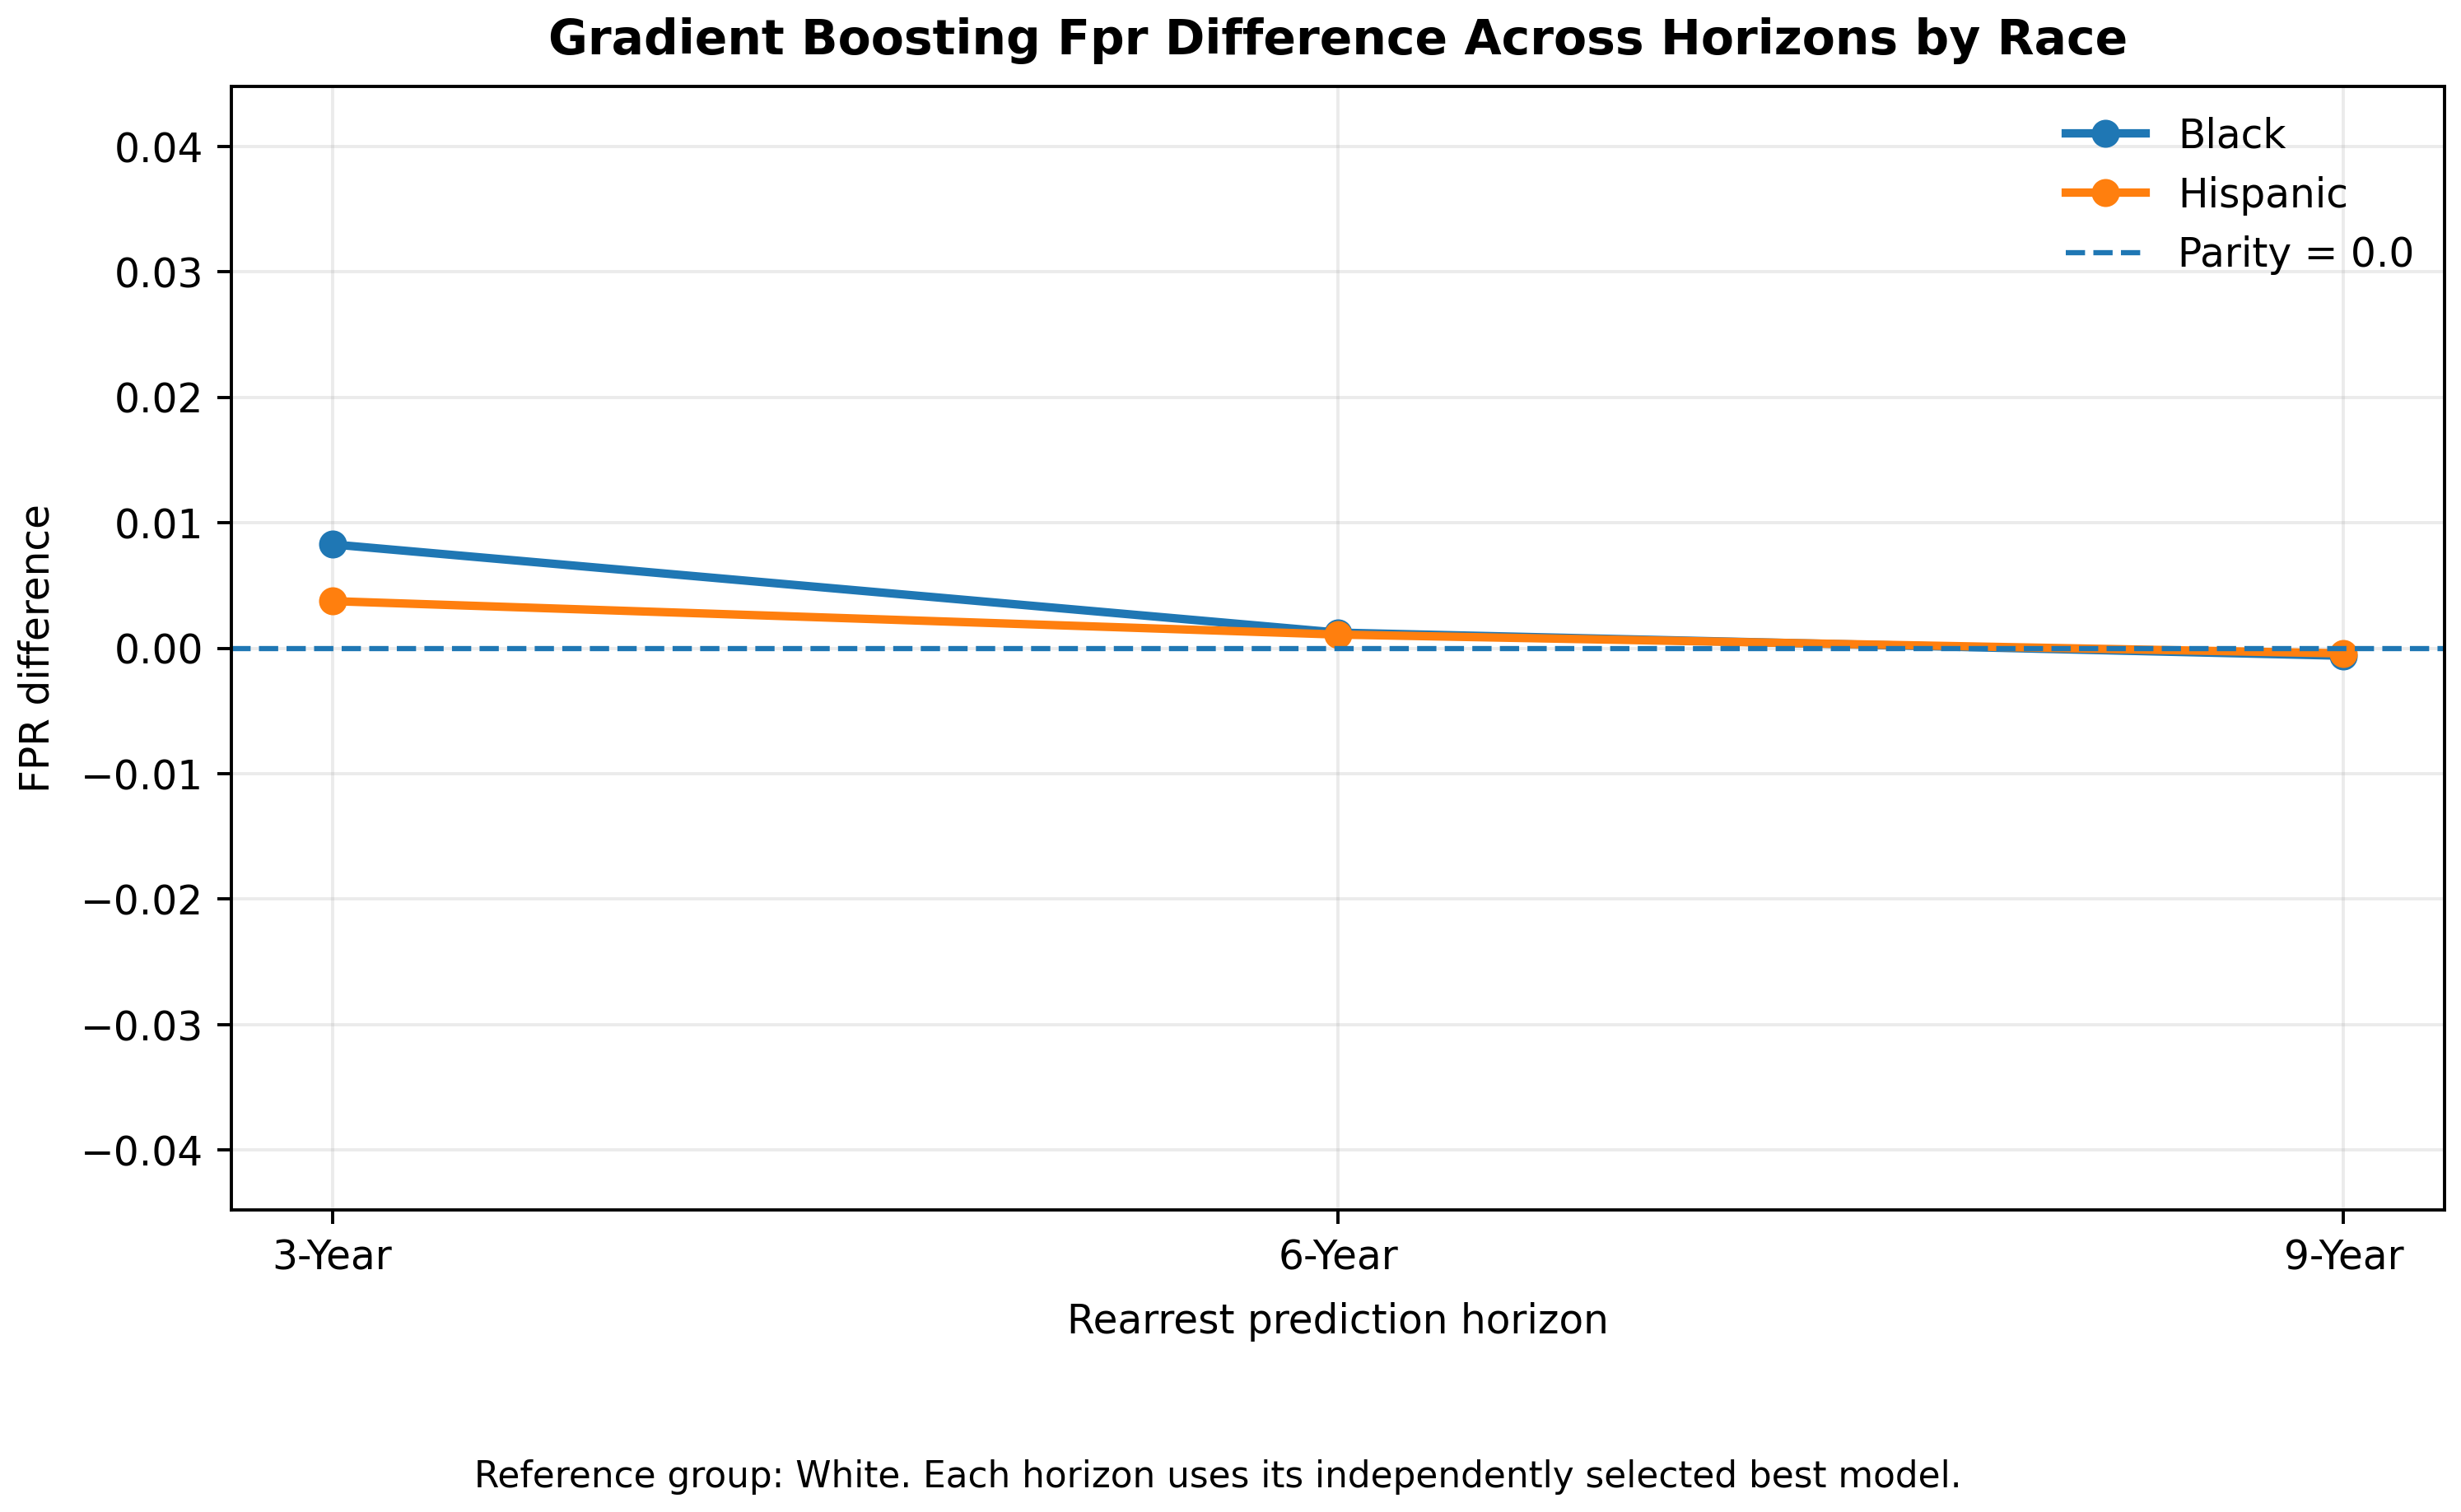 Gradient Boosting Fpr Difference Across Horizons by Race
Black
Hispanic
Parity = 0.0
0.04
0.03
0.02
0.01
0.00
−0.01
−0.02
−0.03
−0.04
FPR difference
3-Year
6-Year
9-Year
Rearrest prediction horizon
Reference group: White. Each horizon uses its independently selected best model.